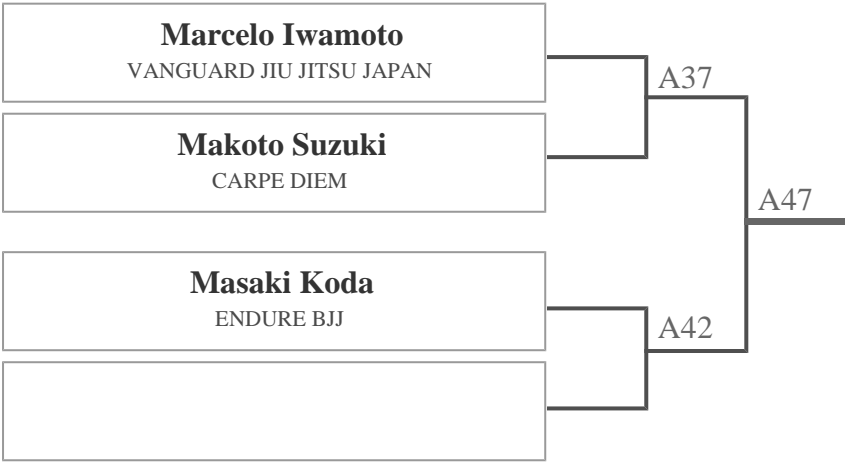 Marcelo Iwamoto
VANGUARD JIU JITSU JAPAN
A37
Makoto Suzuki
CARPE DIEM
A47
Masaki Koda
ENDURE BJJ
A42